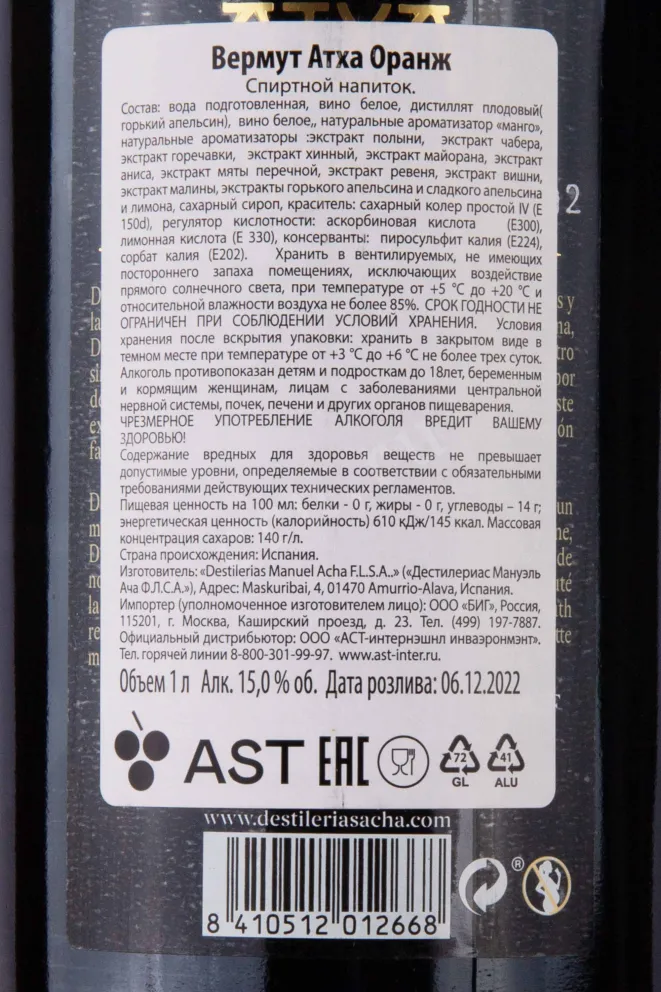 ATXA
Вермут Атха Оранж
Спиртной напиток.
Состав: вода подготовленная, вино белое, дистиллят плодовый(
горький апельсин), вино белое,, натуральные ароматизатор «манго»,
натуральные ароматизаторы :экстракт полыни, экстракт чабера,
экстракт горечавки, экстракт хинный, экстракт майорана, экстракт
аниса, экстракт мяты перечной, экстракт ревеня, экстракт вишни,
экстракт малины, экстракты горького апельсина и сладкого апельсина
и лимона, сахарный сироп, краситель: сахарный колер простой IV (E
150d), регулятор кислотности: аскорбиновая кислота (E300),
лимонная кислота (E 330), консерванты: пиросульфит калия (E224),
сорбат калия (E202). Хранить в вентилируемых, не имеющих
постороннего запаха помещениях, исключающих воздействие
прямого солнечного света, при температуре от +5 °C до +20 °C и
относительной влажности воздуха не более 85%. СРОК ГОДНОСТИ НЕ
ОГРАНИЧЕН ПРИ СОБЛЮДЕНИИ УСЛОВИЙ ХРАНЕНИЯ. Условия
хранения после вскрытия упаковки: хранить в закрытом виде в
темном месте при температуре от +3 °C до +6 °C не более трех суток.
Алкоголь противопоказан детям и подросткам до 18лет, беременным
и кормящим женщинам, лицам с заболеваниями центральной
нервной системы, почек, печени и других органов пищеварения.
ЧРЕЗМЕРНОЕ УПОТРЕБЛЕНИЕ АЛКОГОЛЯ ВРЕДИТ ВАШЕМУ
ЗДОРОВЬЮ!
Содержание вредных для здоровья веществ не превышает
допустимые уровни, определяемые в соответствии с обязательными
требованиями действующих технических регламентов.
Пищевая ценность на 100 мл: белки - 0 г, жиры - 0 г, углеводы – 14 г;
энергетическая ценность (калорийность) 610 кДж/145 ккал. Массовая
концентрация сахаров: 140 г/л.
Страна происхождения: Испания.
Изготовитель: «Destilerias Manuel Acha F.L.S.A..» («Дестилериас Мануэль
Ача Ф.Л.С.А.»), Адрес: Maskuribai, 4, 01470 Amurrio-Alava, Испания.
Импортер (уполномоченное изготовителем лицо): ООО «БИГ», Россия,
115201, г. Москва, Каширский проезд, д. 23. Тел. (499) 197-7887.
Официальный дистрибьютор: ООО «АСТ-интернэшнл инваэронмэнт».
Тел. горячей линии 8-800-301-99-97. www.ast-inter.ru.
Объем 1 л Алк. 15,0 % об. Дата розлива: 06.12.2022
AST EAC 72 41
GL ALU
www.destileriasacha.com
8 410512 012668
®